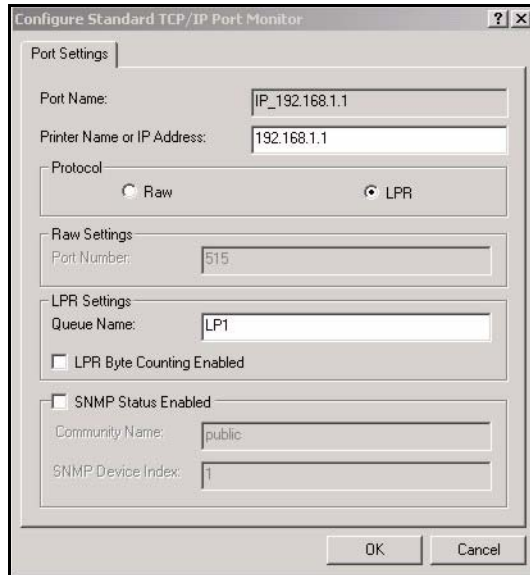 Configure Standard TCP/IP Port Monitor
Port Settings
Port Name: IP_192.168.1.1
Printer Name or IP Address: 192.168.1.1
Protocol
Raw LPR
Raw Settings
Port Number: 515
LPR Settings
Queue Name: LP1
LPR Byte Counting Enabled
SNMP Status Enabled
Community Name: public
SNMP Device Index: 1
OK Cancel